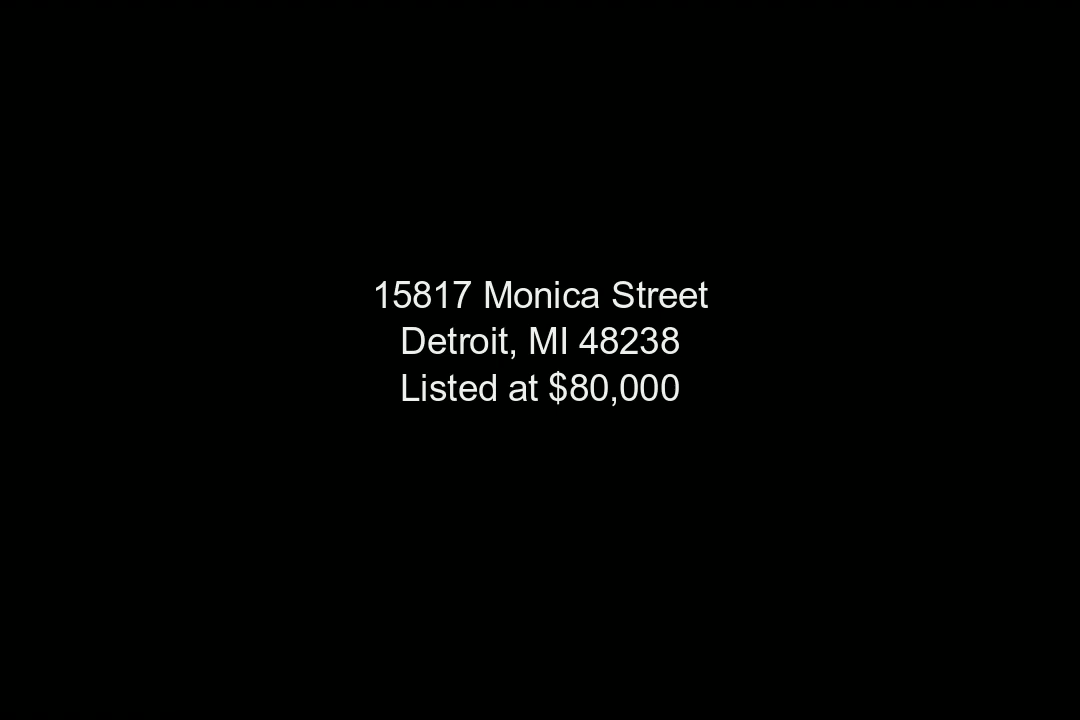 15817 Monica Street
Detroit, MI 48238
Listed at $80,000